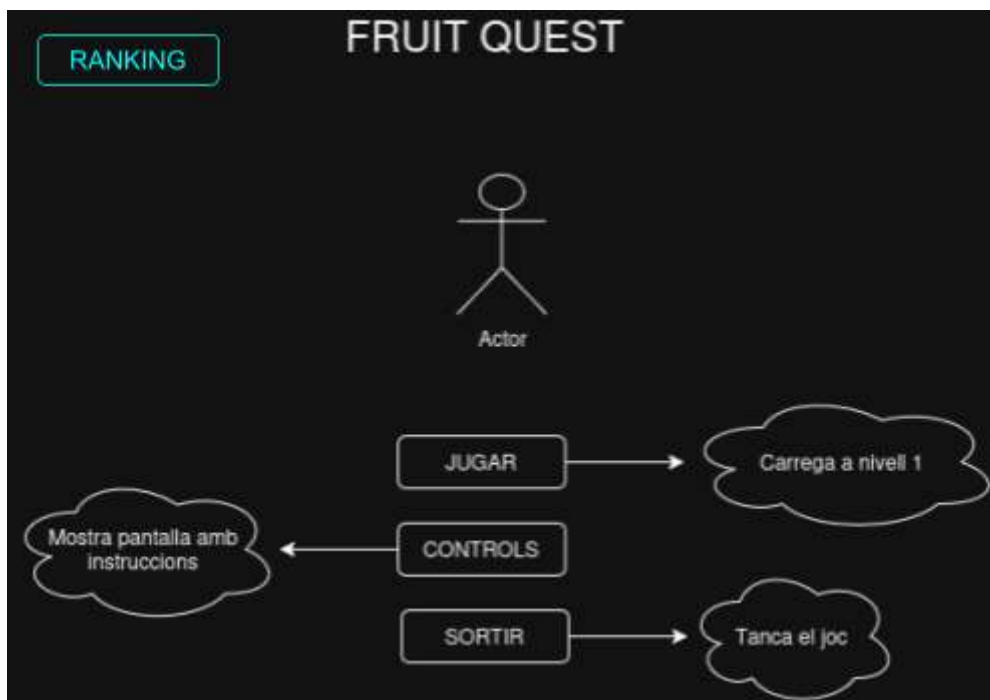 FRUIT QUEST
RANKING
Actor
JUGAR
Carrega a nivell 1
Mostra pantalla amb
instruccions
CONTROLS
SORTIR
Tanca el joc